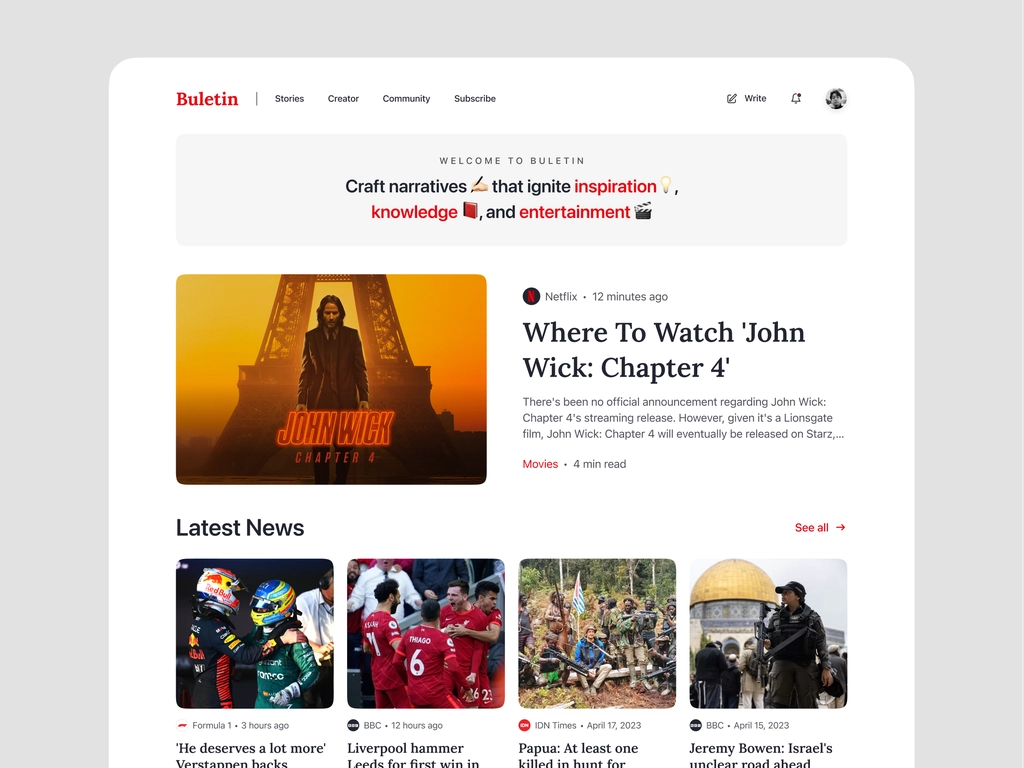 Buletin
Stories
Creator
Community
Subscribe
Write
WELCOME TO BULETIN
Craft narratives ✍🏻 that ignite inspiration💡,
knowledge 📕, and entertainment 🎬
JOHN WICK
CHAPTER 4
Netflix • 12 minutes ago
Where To Watch 'John
Wick: Chapter 4'
There's been no official announcement regarding John Wick:
Chapter 4's streaming release. However, given it's a Lionsgate
film, John Wick: Chapter 4 will eventually be released on Starz,...
Movies • 4 min read
Latest News
See all →
Red Bull
THIAGO
11
6
Formula 1 • 3 hours ago
BBC • 12 hours ago
IDN Times • April 17, 2023
BBC • April 15, 2023
'He deserves a lot more'
Verstappen backs
Liverpool hammer
Leeds for first win in
Papua: At least one
killed in hunt for
Jeremy Bowen: Israel's
unclear road ahead